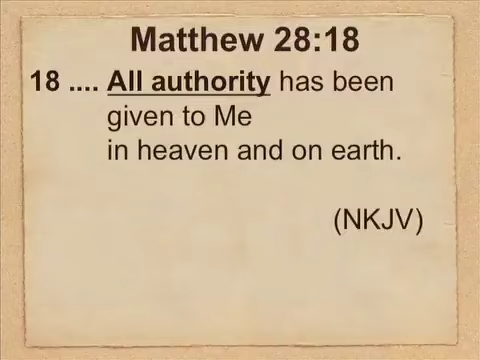 Matthew 28:18
18 .... All authority has been
given to Me
in heaven and on earth.
(NKJV)